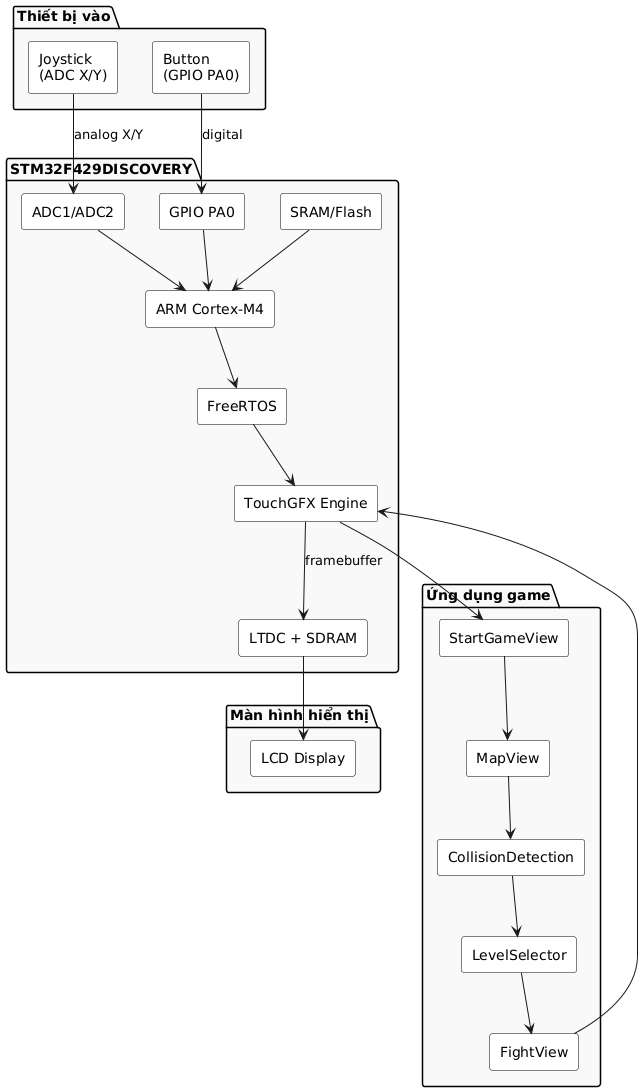 Thiết bị vào
Joystick
(ADC X/Y)
Button
(GPIO PA0)
analog X/Y
digital
STM32F429DISCOVERY
ADC1/ADC2
GPIO PA0
SRAM/Flash
ARM Cortex-M4
FreeRTOS
TouchGFX Engine
framebuffer
LTDC + SDRAM
Màn hình hiển thị
LCD Display
Ứng dụng game
StartGameView
MapView
CollisionDetection
LevelSelector
FightView